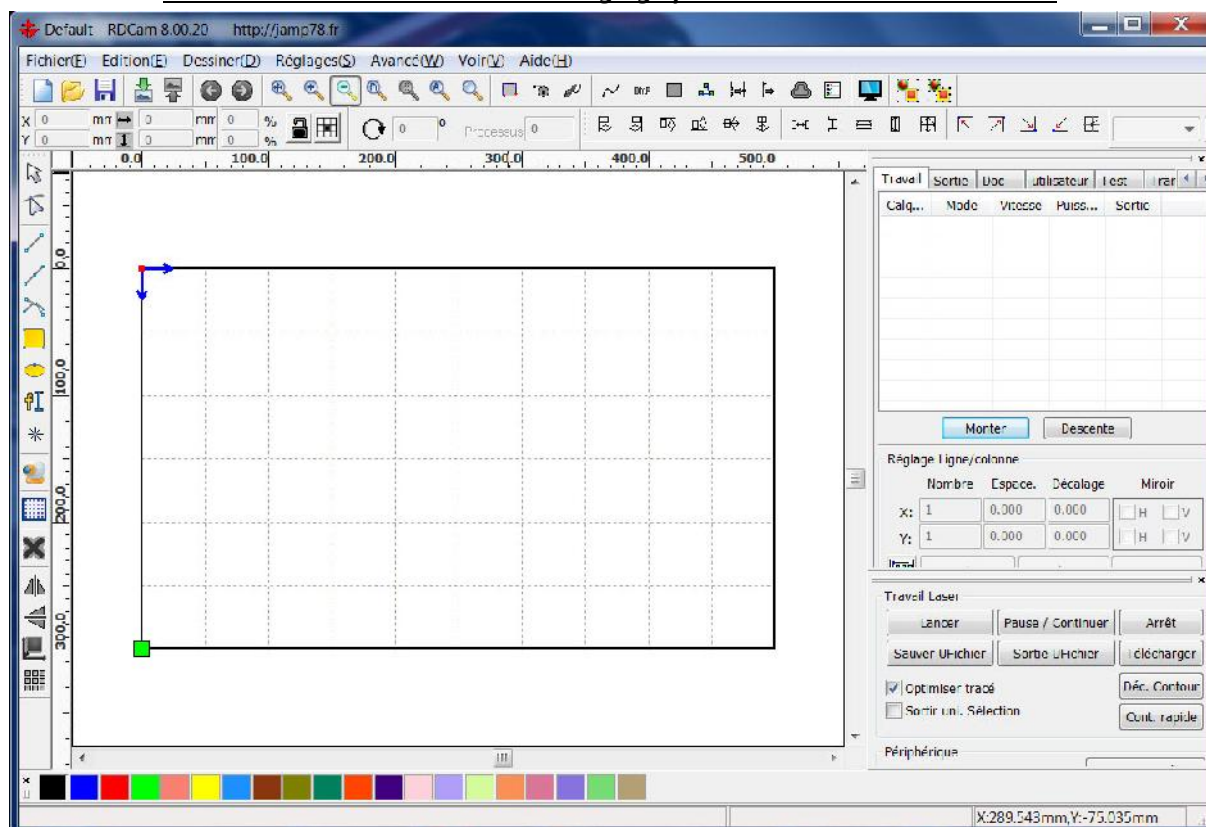 Default RDCam 8.00.20 http://jamp78.fr
Fichier(F) Edition(E) Dessiner(D) Réglages(S) Avancé(W) Voir(V) Aide(H)
X 0 mm 0 mm 0 %
Y 0 mm 0 mm 0 %
0 ° Processus 0
0.0 100.0 200.0 300.0 400.0 500.0
0.0
100.0
200.0
300.0
Travail Sortie Doc utilisateur Test
Calq... Mode Vitesse Puiss... Sortie
Monter Descente
Réglage Ligne/colonne
Nombre Espace. Décalage Miroir
X: 1 0.000 0.000 H V
Y: 1 0.000 0.000 H V
Travail Laser
Lancer Pause / Continuer Arrêt
Sauver UFichier Sortie UFichier Télécharger
Optimiser tracé Déc. Contour
Sortir uni. Sélection Cont. rapide
Périphérique
X:289.543mm,Y:-75.035mm